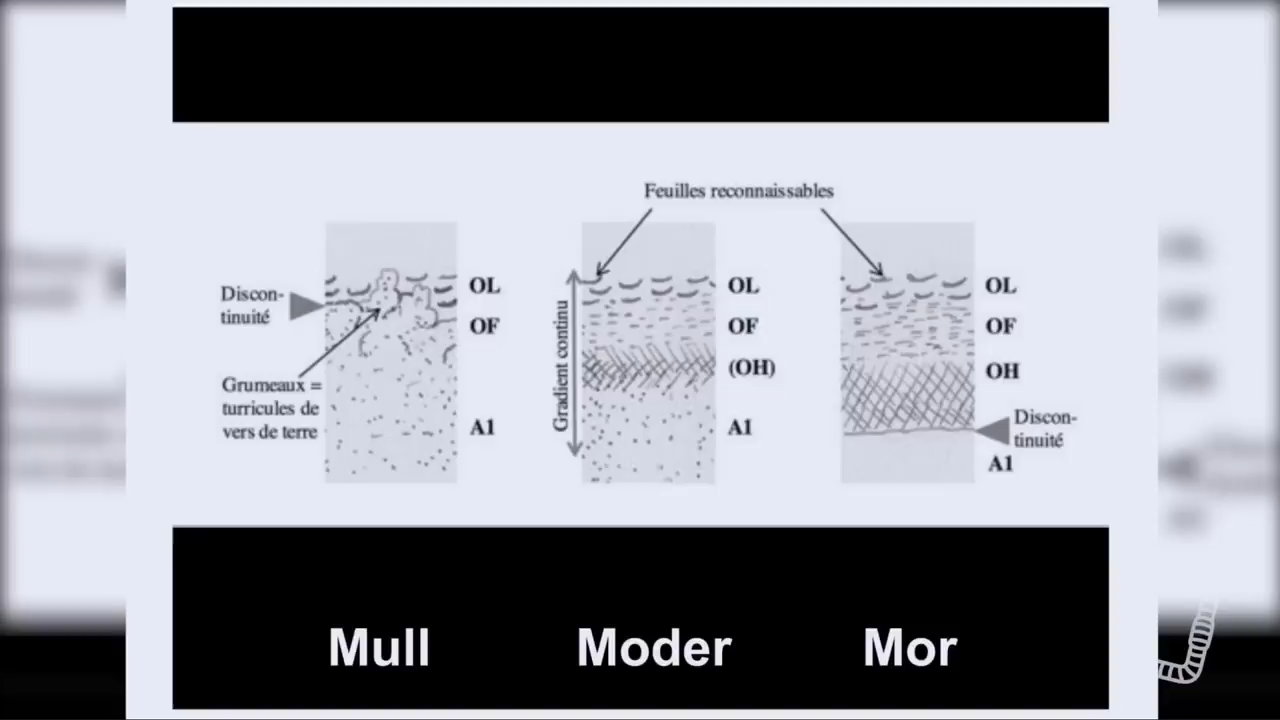 Feuilles reconnaissables
Discon-
tinuité
Grumeaux =
turricules de
vers de terre
OL
OF
A1
Gradient continu
OL
OF
(OH)
A1
OL
OF
OH
Discon-
tinuité
A1
Mull
Moder
Mor